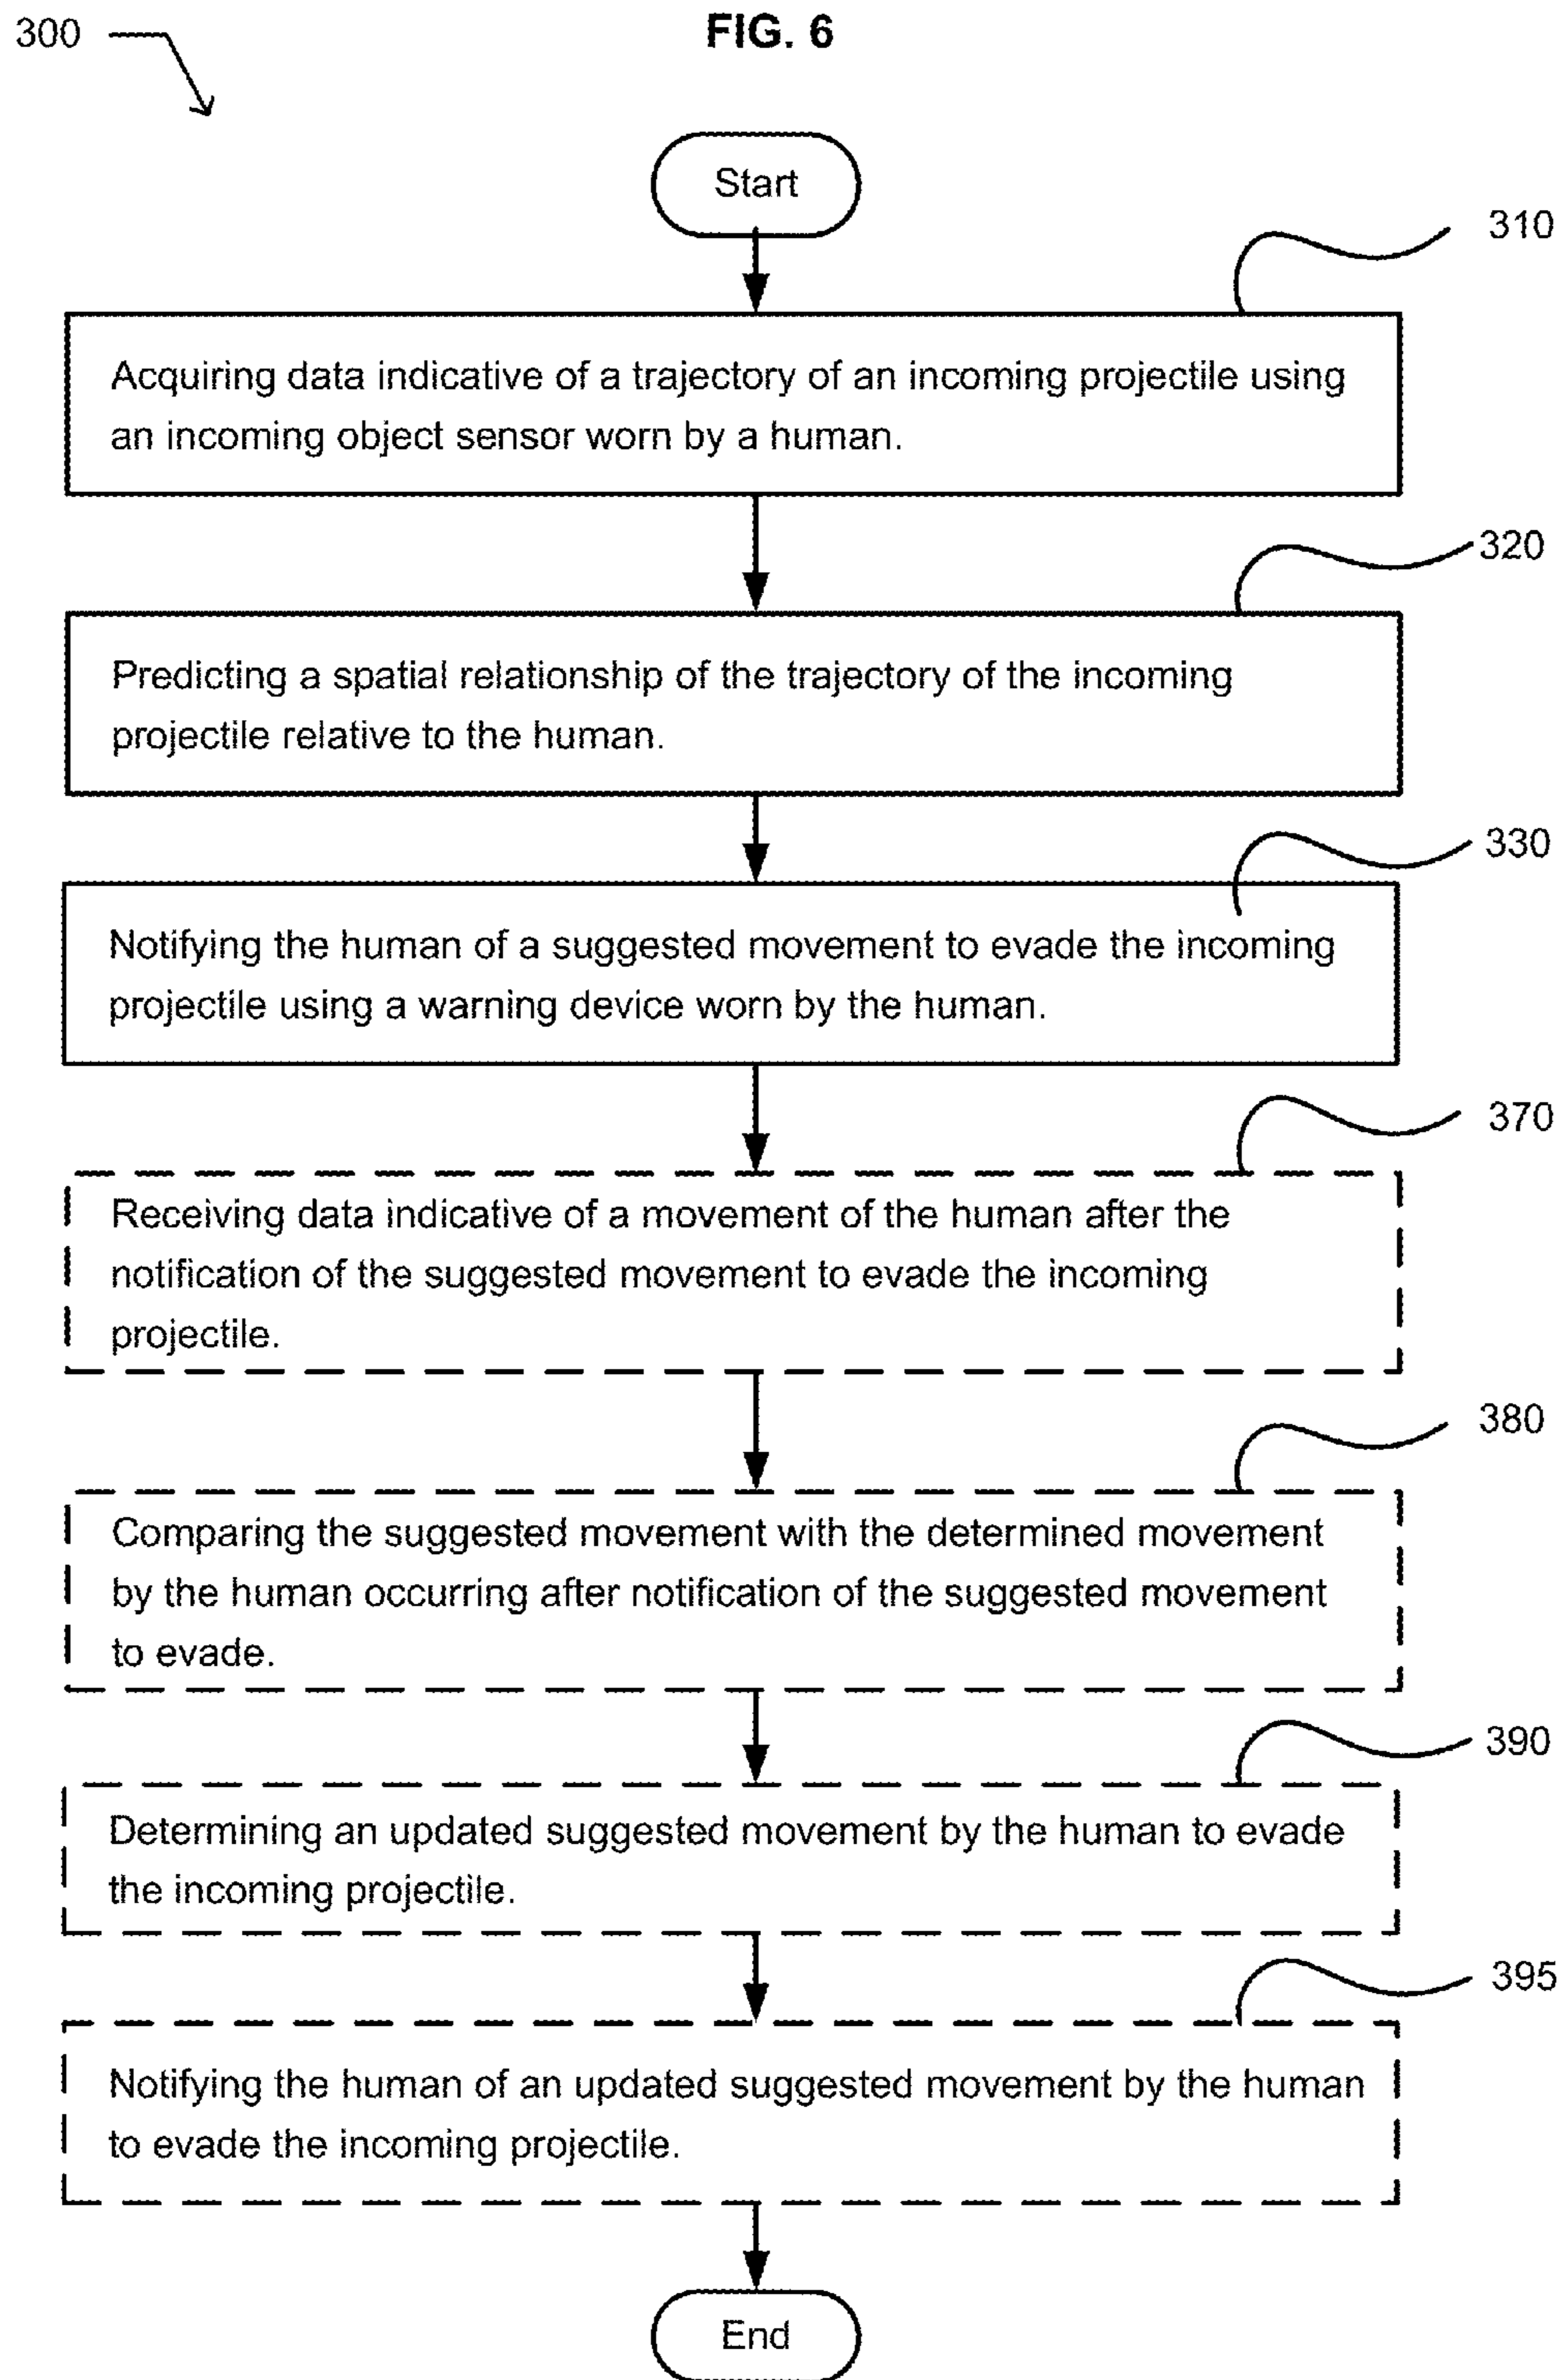 300
FIG. 6
Start
310
Acquiring data indicative of a trajectory of an incoming projectile using
an incoming object sensor worn by a human.
320
Predicting a spatial relationship of the trajectory of the incoming
projectile relative to the human.
330
Notifying the human of a suggested movement to evade the incoming
projectile using a warning device worn by the human.
370
Receiving data indicative of a movement of the human after the
notification of the suggested movement to evade the incoming
projectile.
380
Comparing the suggested movement with the determined movement
by the human occurring after notification of the suggested movement
to evade.
390
Determining an updated suggested movement by the human to evade
the incoming projectile.
395
Notifying the human of an updated suggested movement by the human
to evade the incoming projectile.
End